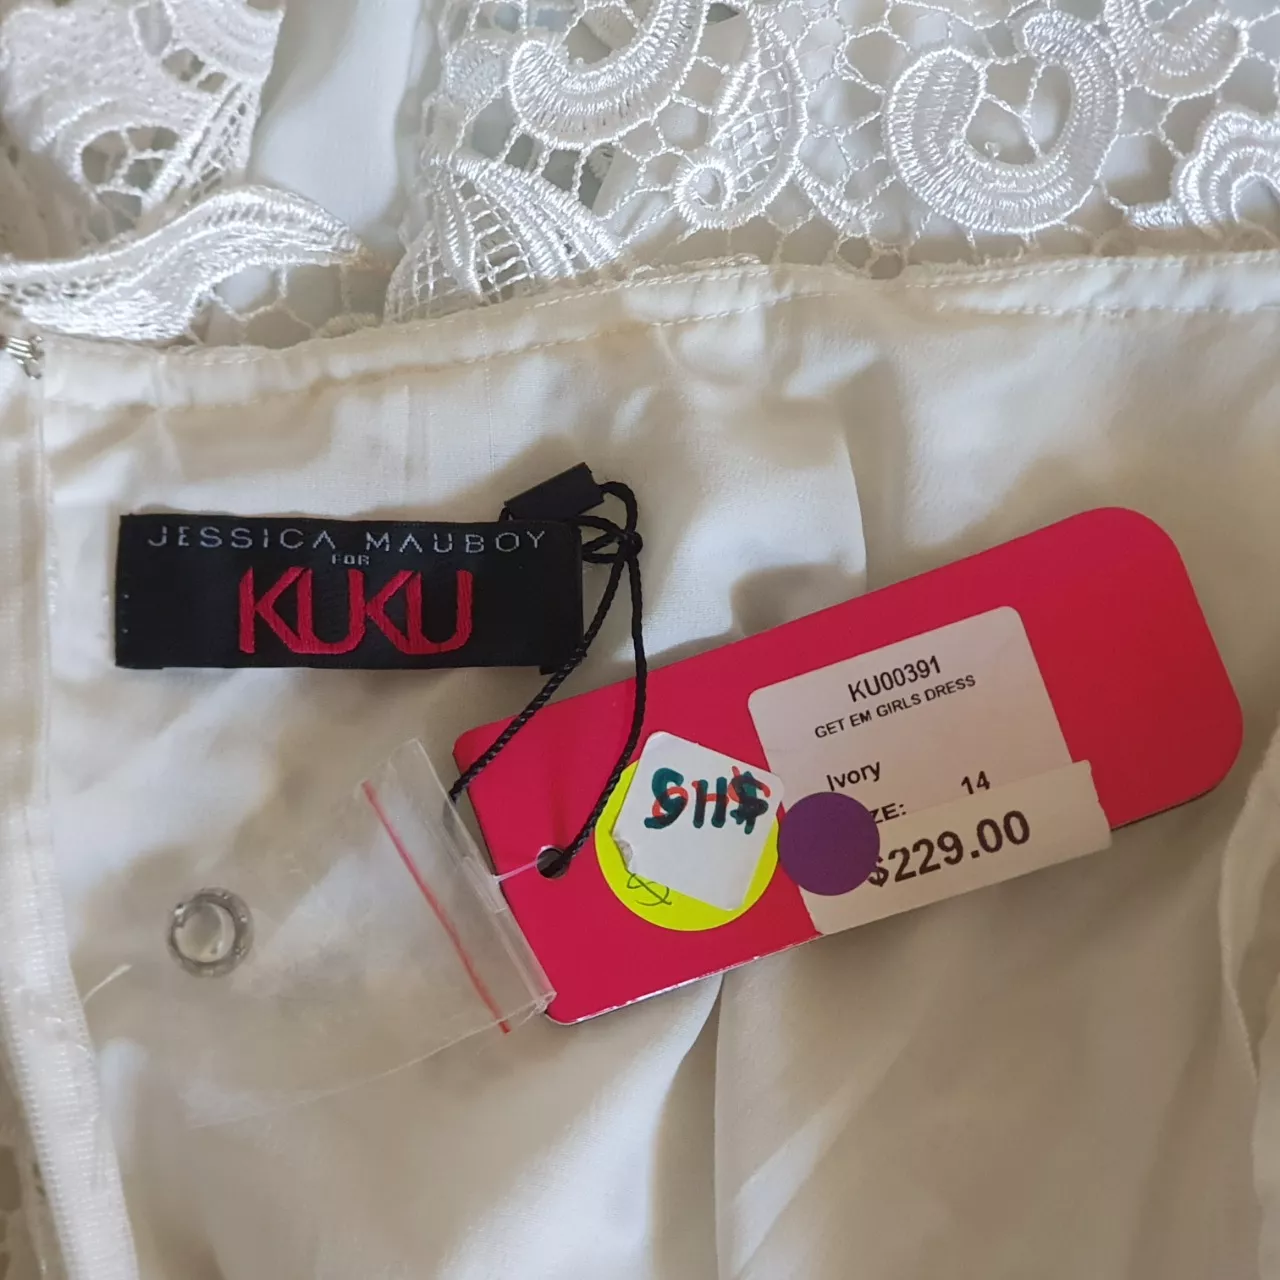 JESSICA MAUBOY
FOR
KUKU
KU00391
GET EM GIRLS DRESS
Ivory
ZE: 14
$229.00
$